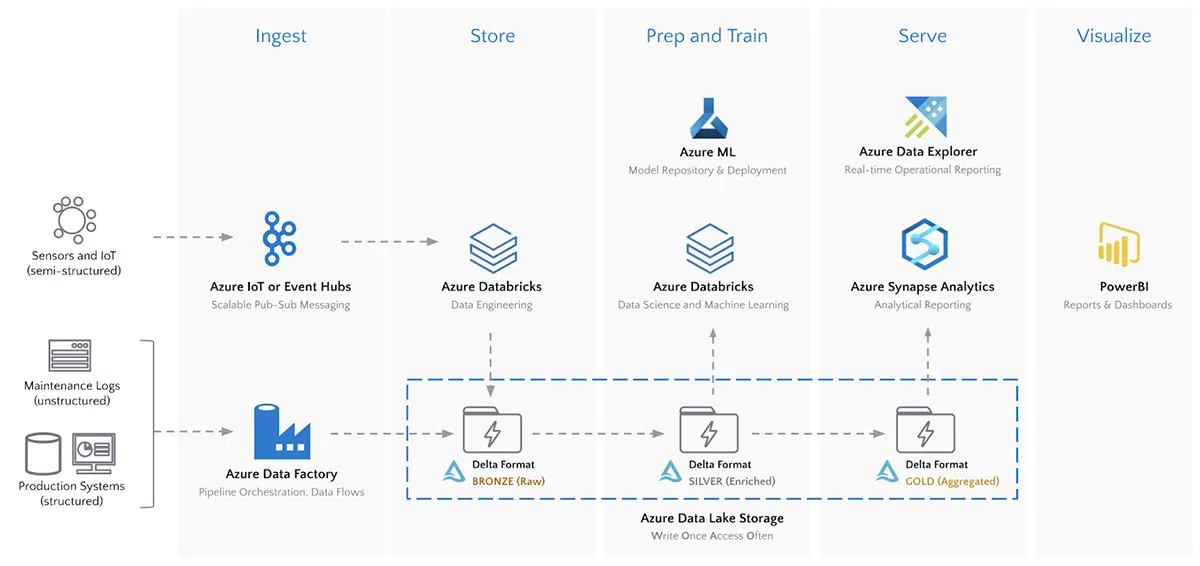 Ingest
Store
Prep and Train
Serve
Visualize
Azure ML
Model Repository & Deployment
Azure Data Explorer
Real-time Operational Reporting
Sensors and IoT
(semi-structured)
Azure IoT or Event Hubs
Scalable Pub-Sub Messaging
Azure Databricks
Data Engineering
Azure Databricks
Data Science and Machine Learning
Azure Synapse Analytics
Analytical Reporting
PowerBI
Reports & Dashboards
Maintenance Logs
(unstructured)
Production Systems
(structured)
Azure Data Factory
Pipeline Orchestration, Data Flows
Delta Format
BRONZE (Raw)
Delta Format
SILVER (Enriched)
Delta Format
GOLD (Aggregated)
Azure Data Lake Storage
Write Once Access Often